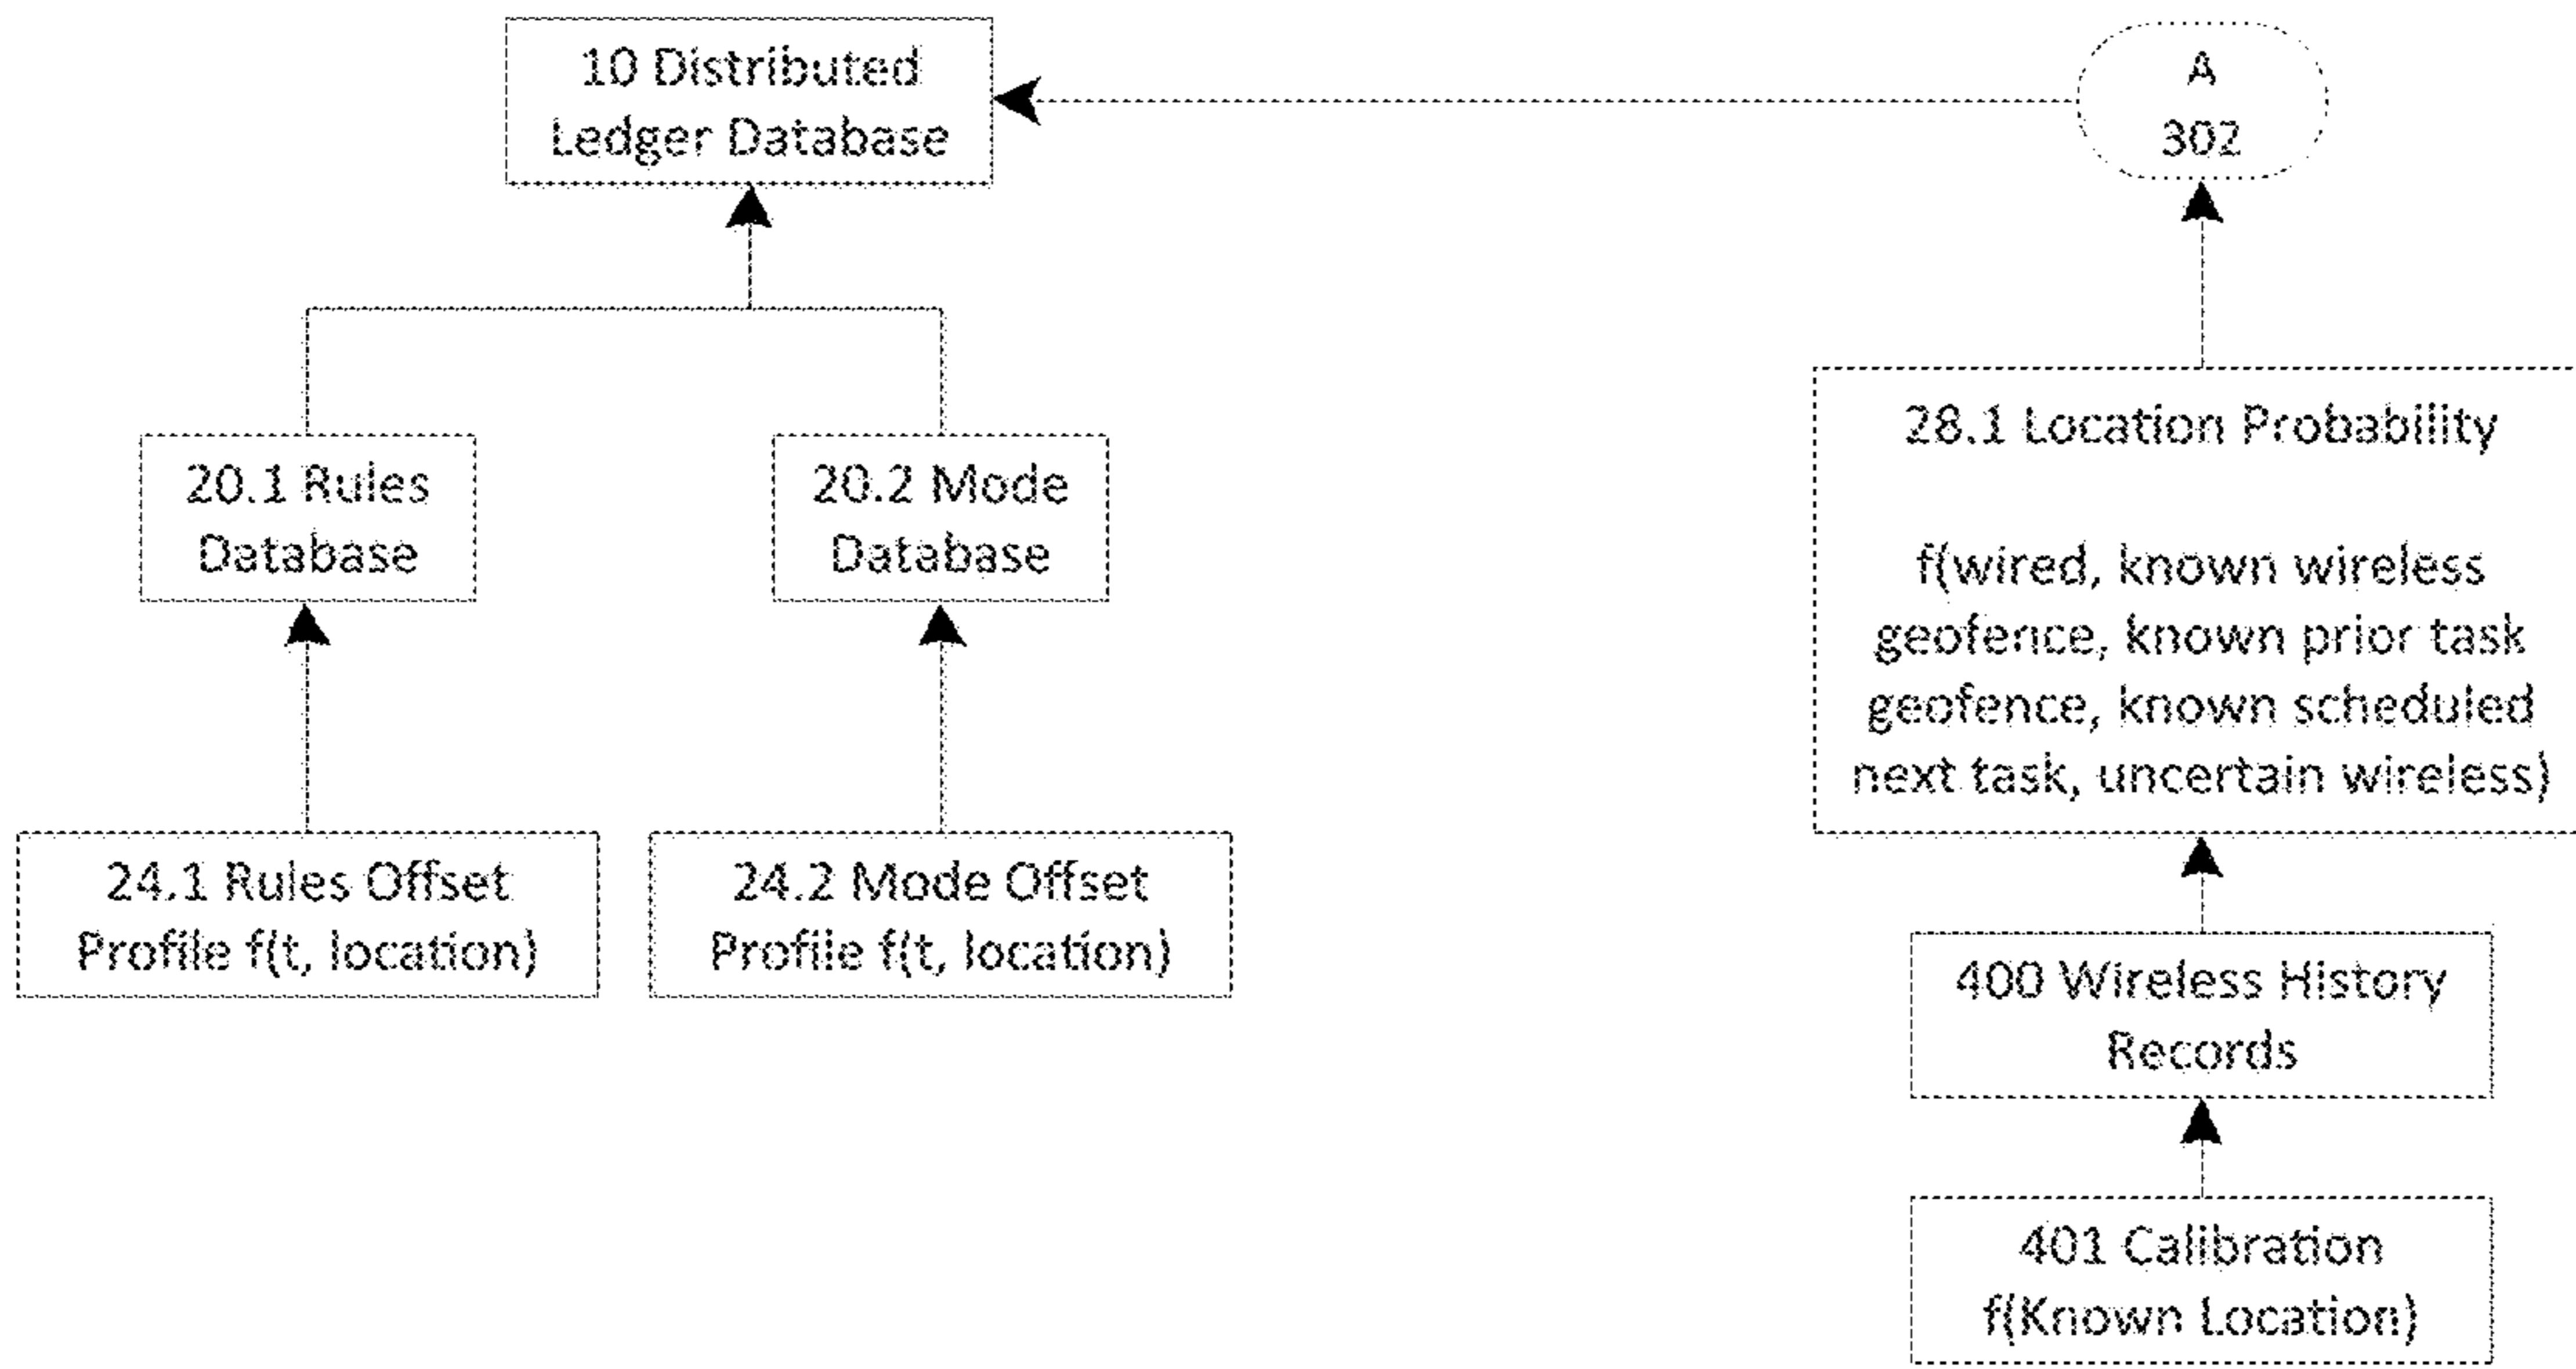 10 Distributed
Ledger Database
A
302
20.1 Rules
Database
20.2 Mode
Database
28.1 Location Probability
f(wired, known wireless
geofence, known prior task
geofence, known scheduled
next task, uncertain wireless)
24.1 Rules Offset
Profile f(t, location)
24.2 Mode Offset
Profile f(t, location)
400 Wireless History
Records
401 Calibration
f(Known Location)